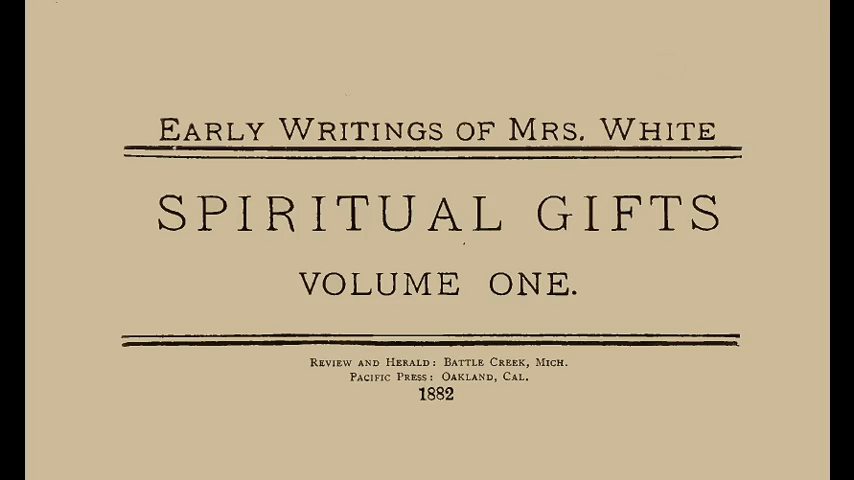 EARLY WRITINGS OF MRS. WHITE
SPIRITUAL GIFTS
VOLUME ONE.
REVIEW AND HERALD: BATTLE CREEK, MICH.
PACIFIC PRESS: OAKLAND, CAL.
1882